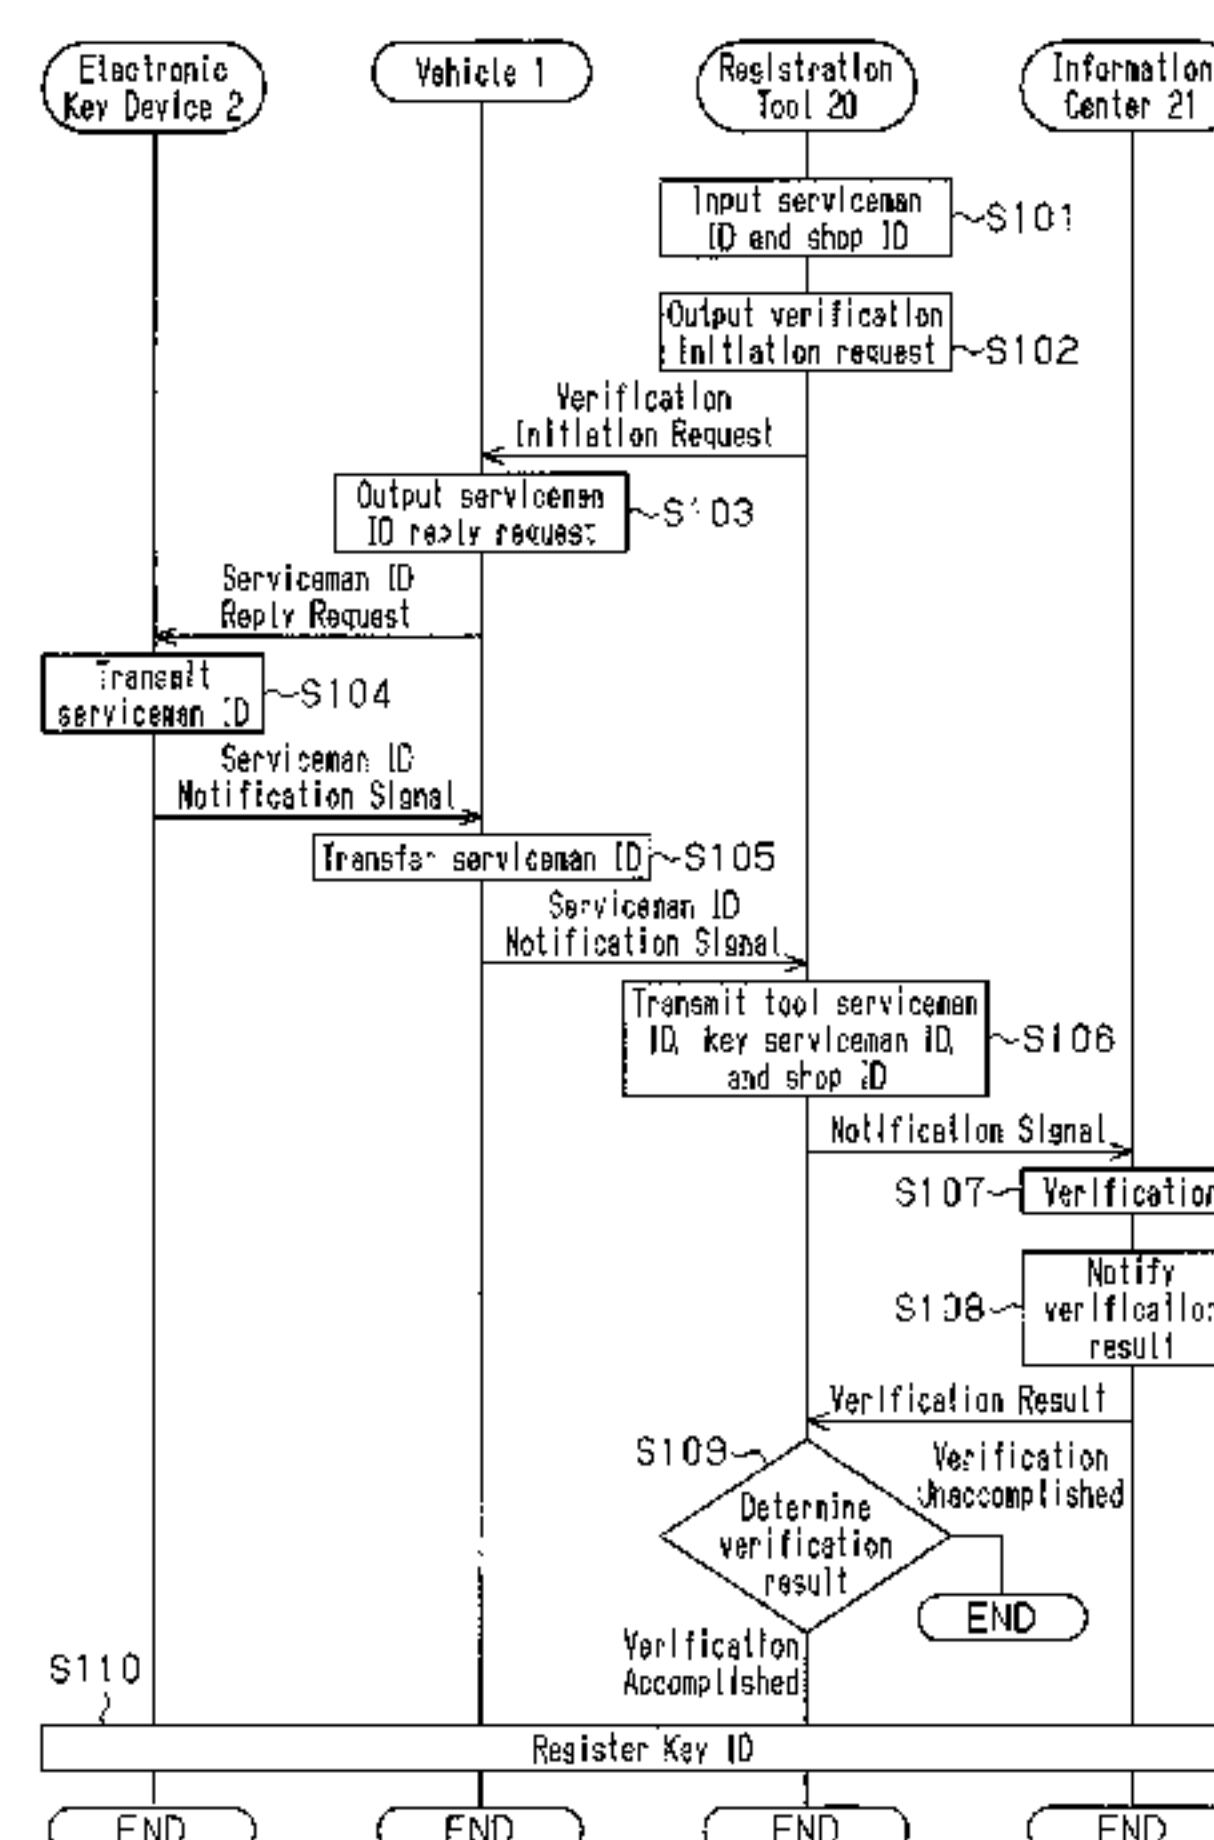 Electronic
Key Device 2
Vehicle 1
Registration
Tool 20
Information
Center 21
Input serviceman
ID and shop ID
S101
Output verification
initiation request
S102
Verification
Initiation Request
Output serviceman
ID reply request
S103
Serviceman ID
Reply Request
Transmit
serviceman ID
S104
Serviceman ID
Notification Signal
Transfer serviceman ID
S105
Serviceman ID
Notification Signal
Transmit tool serviceman
ID, key serviceman ID,
and shop ID
S106
Notification Signal
S107
Verification
Notify
verification
result
S108
Verification Result
S109
Determine
verification
result
Verification
Unaccomplished
END
Verification
Accomplished
S110
Register Key ID
END
END
END
END